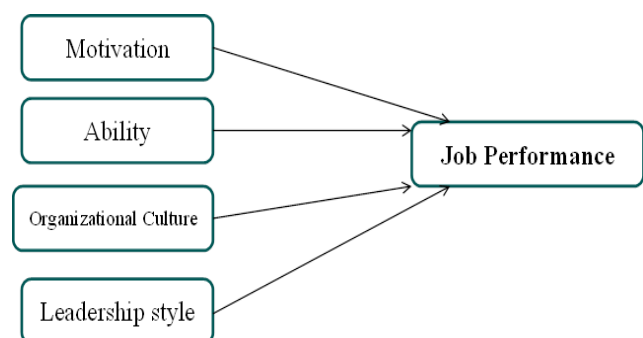 Motivation
Ability
Job Performance
Organizational Culture
Leadership style